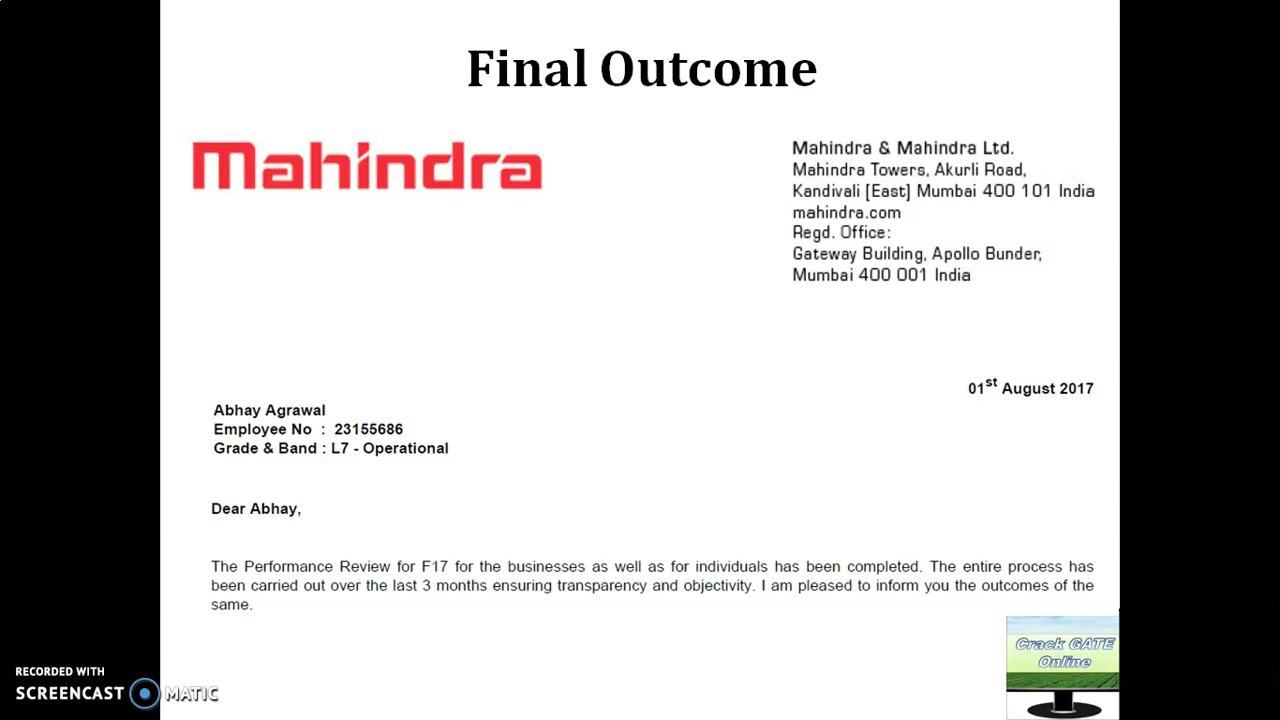 Final Outcome
Mahindra
Mahindra & Mahindra Ltd.
Mahindra Towers, Akurli Road,
Kandivali [East] Mumbai 400 101 India
mahindra.com
Regd. Office:
Gateway Building, Apollo Bunder,
Mumbai 400 001 India
01st August 2017
Abhay Agrawal
Employee No : 23155686
Grade & Band : L7 - Operational
Dear Abhay,
The Performance Review for F17 for the businesses as well as for individuals has been completed. The entire process has
been carried out over the last 3 months ensuring transparency and objectivity. I am pleased to inform you the outcomes of the
same.
Crack GATE
Online
RECORDED WITH
SCREENCAST MATIC